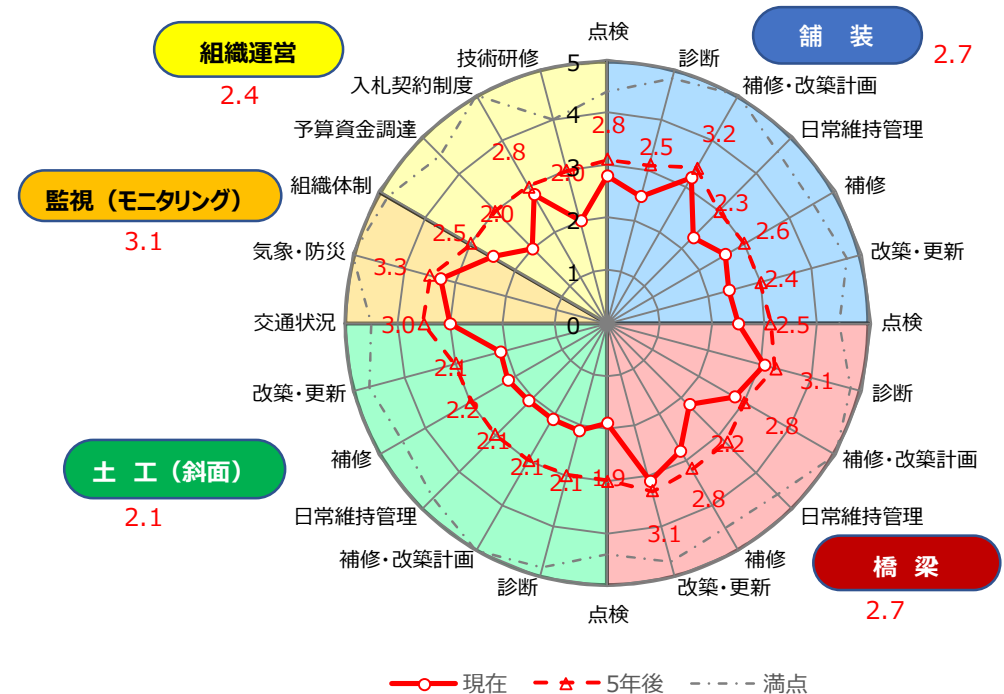 組織運営
2.4
舗 装
2.7
監視（モニタリング）
3.1
土 工（斜面）
2.1
橋 梁
2.7
点検
診断
補修・改築計画
日常維持管理
補修
改築・更新
点検
診断
補修・改築計画
日常維持管理
補修
改築・更新
点検
診断
補修・改築計画
日常維持管理
補修
改築・更新
交通状況
気象・防災
組織体制
予算資金調達
入札契約制度
技術研修
5
4
3
2
1
0
2.8
2.5
3.2
2.3
2.6
2.4
2.5
3.1
2.8
2.2
2.8
3.1
1.9
2.1
2.1
2.1
2.2
2.1
3.0
3.3
2.5
2.0
2.8
2.0
現在
5年後
満点